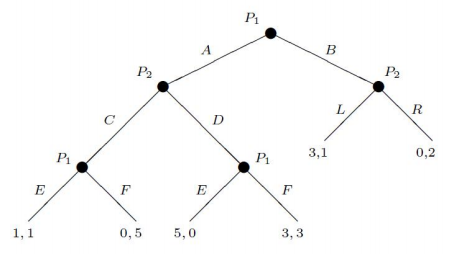 P₁
A B
P₂ P₂
C D L R
P₁ P₁ 3,1 0,2
E F E F
1,1 0,5 5,0 3,3